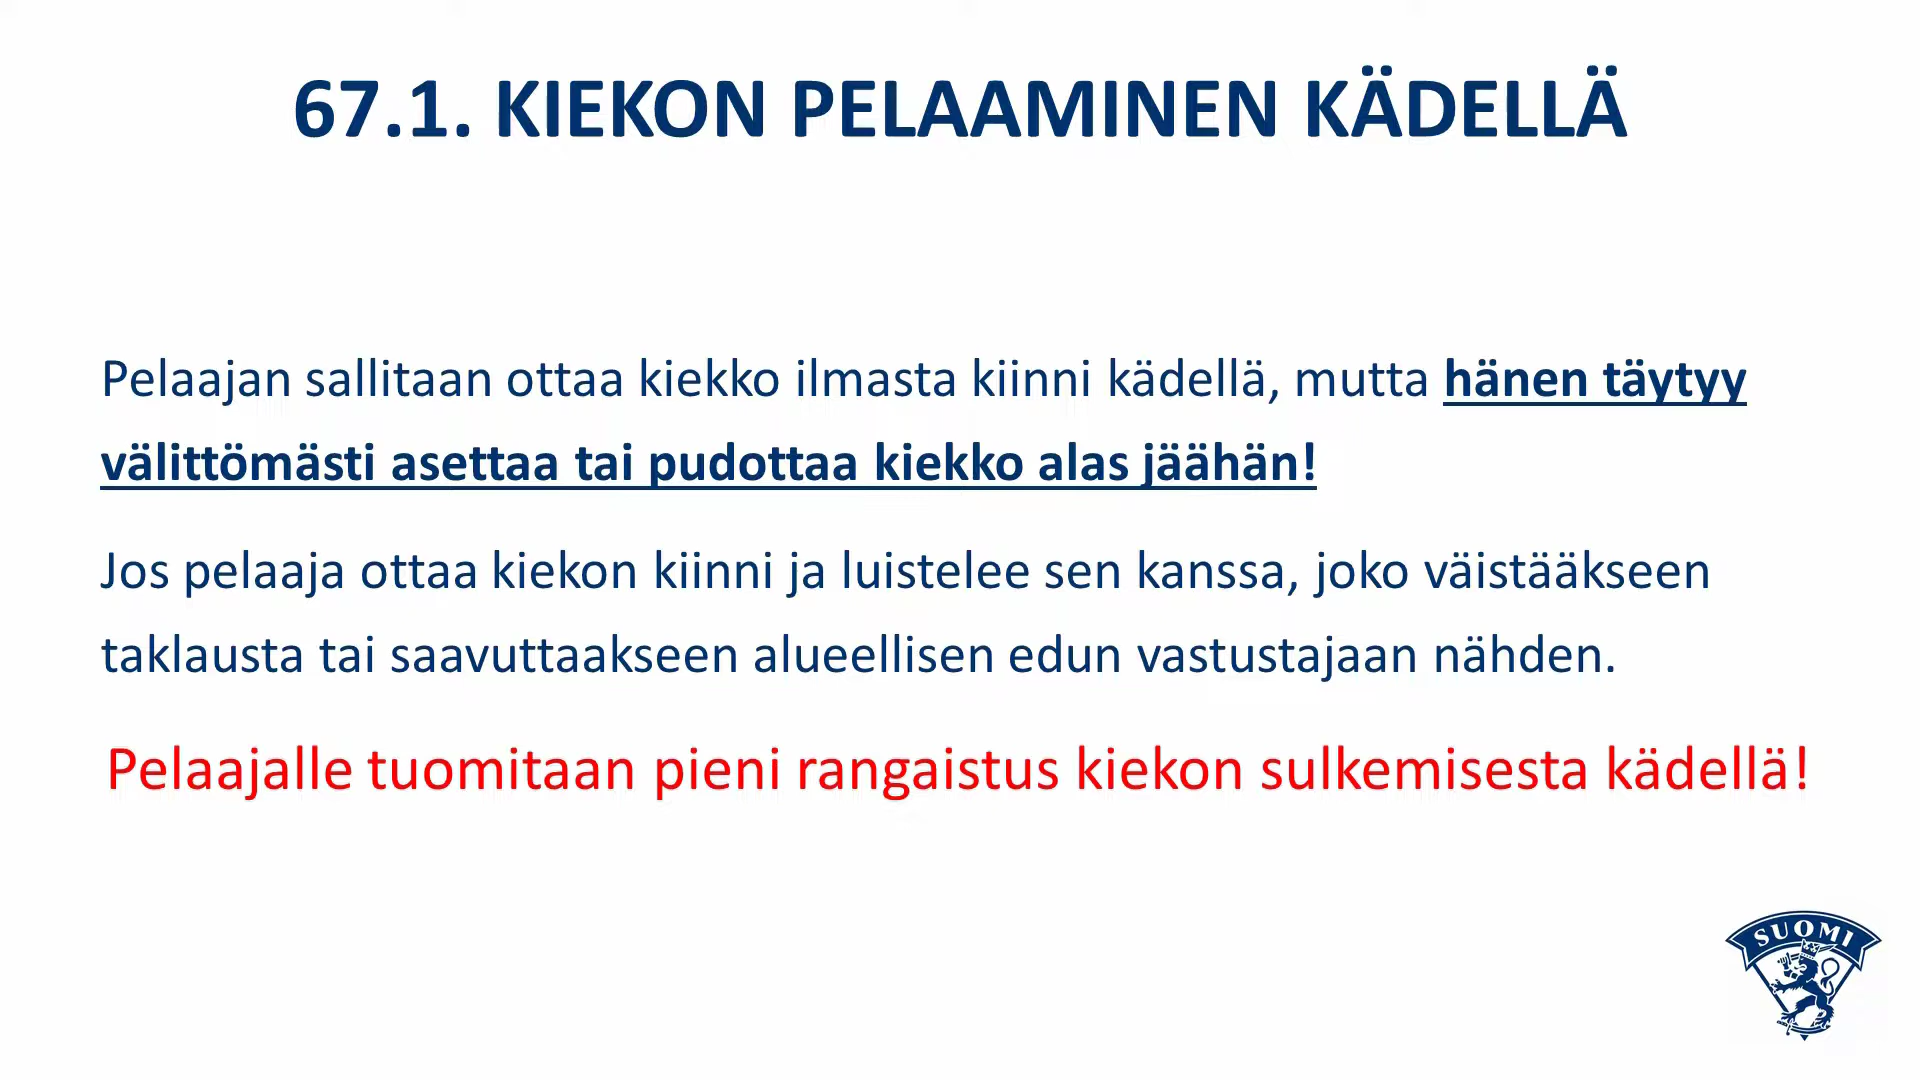 67.1. KIEKON PELAAMINEN KÄDELLÄ
Pelaajan sallitaan ottaa kiekko ilmasta kiinni kädellä, mutta hänen täytyy
välittömästi asettaa tai pudottaa kiekko alas jäähän!
Jos pelaaja ottaa kiekon kiinni ja luistelee sen kanssa, joko väistääkseen
taklausta tai saavuttaakseen alueellisen edun vastustajaan nähden.
Pelaajalle tuomitaan pieni rangaistus kiekon sulkemisesta kädellä!
SUOMI